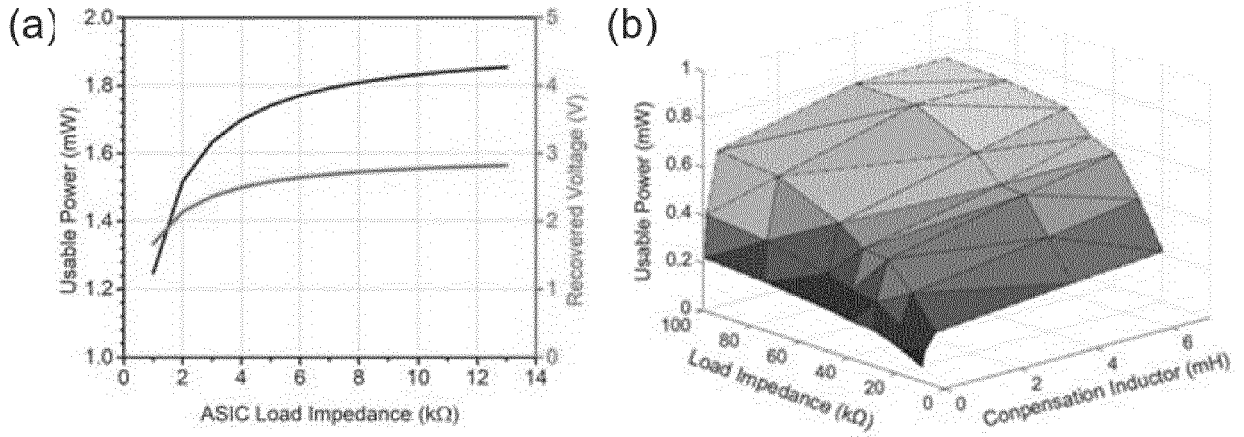 (a)
2.0
1.8
1.6
1.4
1.2
1.0
Usable Power (mW)
0 2 4 6 8 10 12 14
ASIC Load Impedance (kΩ)
5
4
3
2
1
0
Recovered Voltage (V)
(b)
1
0.8
0.6
0.4
0.2
0
Usable Power (mW)
100 80 60 40 20 0
Load Impedance (kΩ)
0 2 4 6
Conpensation Inductor (mH)